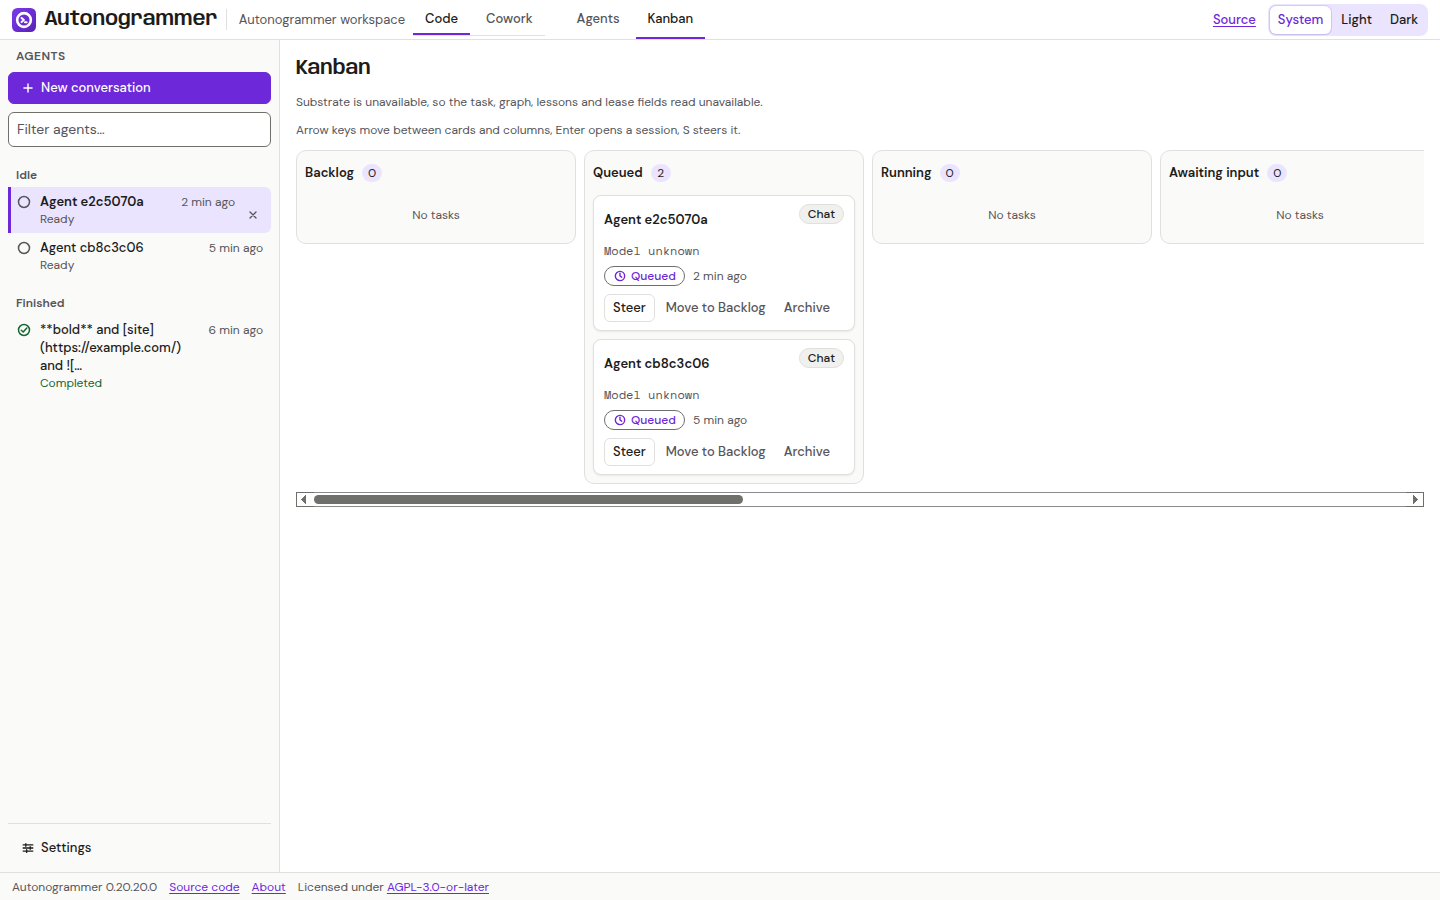 Autonogrammer
Autonogrammer workspace
Code
Cowork
Agents
Kanban
Source
System
Light
Dark
AGENTS
New conversation
Filter agents...
Idle
Agent e2c5070a
2 min ago
Ready
Agent cb8c3c06
5 min ago
Ready
Finished
**bold** and [site]
(https://example.com/)
and ![...
6 min ago
Completed
Settings
Kanban
Substrate is unavailable, so the task, graph, lessons and lease fields read unavailable.
Arrow keys move between cards and columns, Enter opens a session, S steers it.
Backlog 0
No tasks
Queued 2
Agent e2c5070a
Chat
Model unknown
Queued 2 min ago
Steer Move to Backlog Archive
Agent cb8c3c06
Chat
Model unknown
Queued 5 min ago
Steer Move to Backlog Archive
Running 0
No tasks
Awaiting input 0
No tasks
Autonogrammer 0.20.20.0 Source code About Licensed under AGPL-3.0-or-later